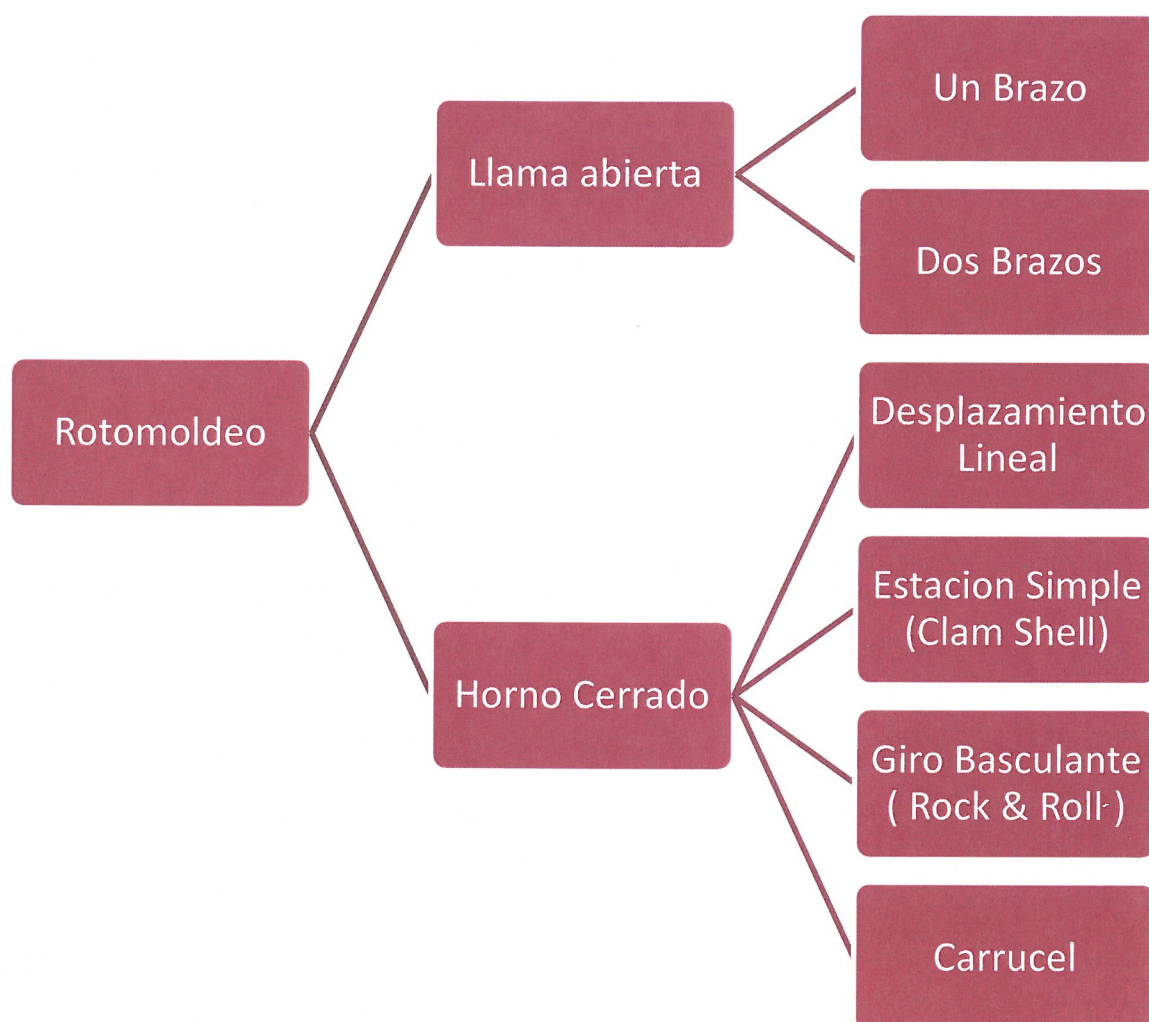 Un Brazo
Llama abierta
Dos Brazos
Desplazamiento
Lineal
Rotomoldeo
Estacion Simple
(Clam Shell)
Horno Cerrado
Giro Basculante
( Rock & Roll )
Carrucel